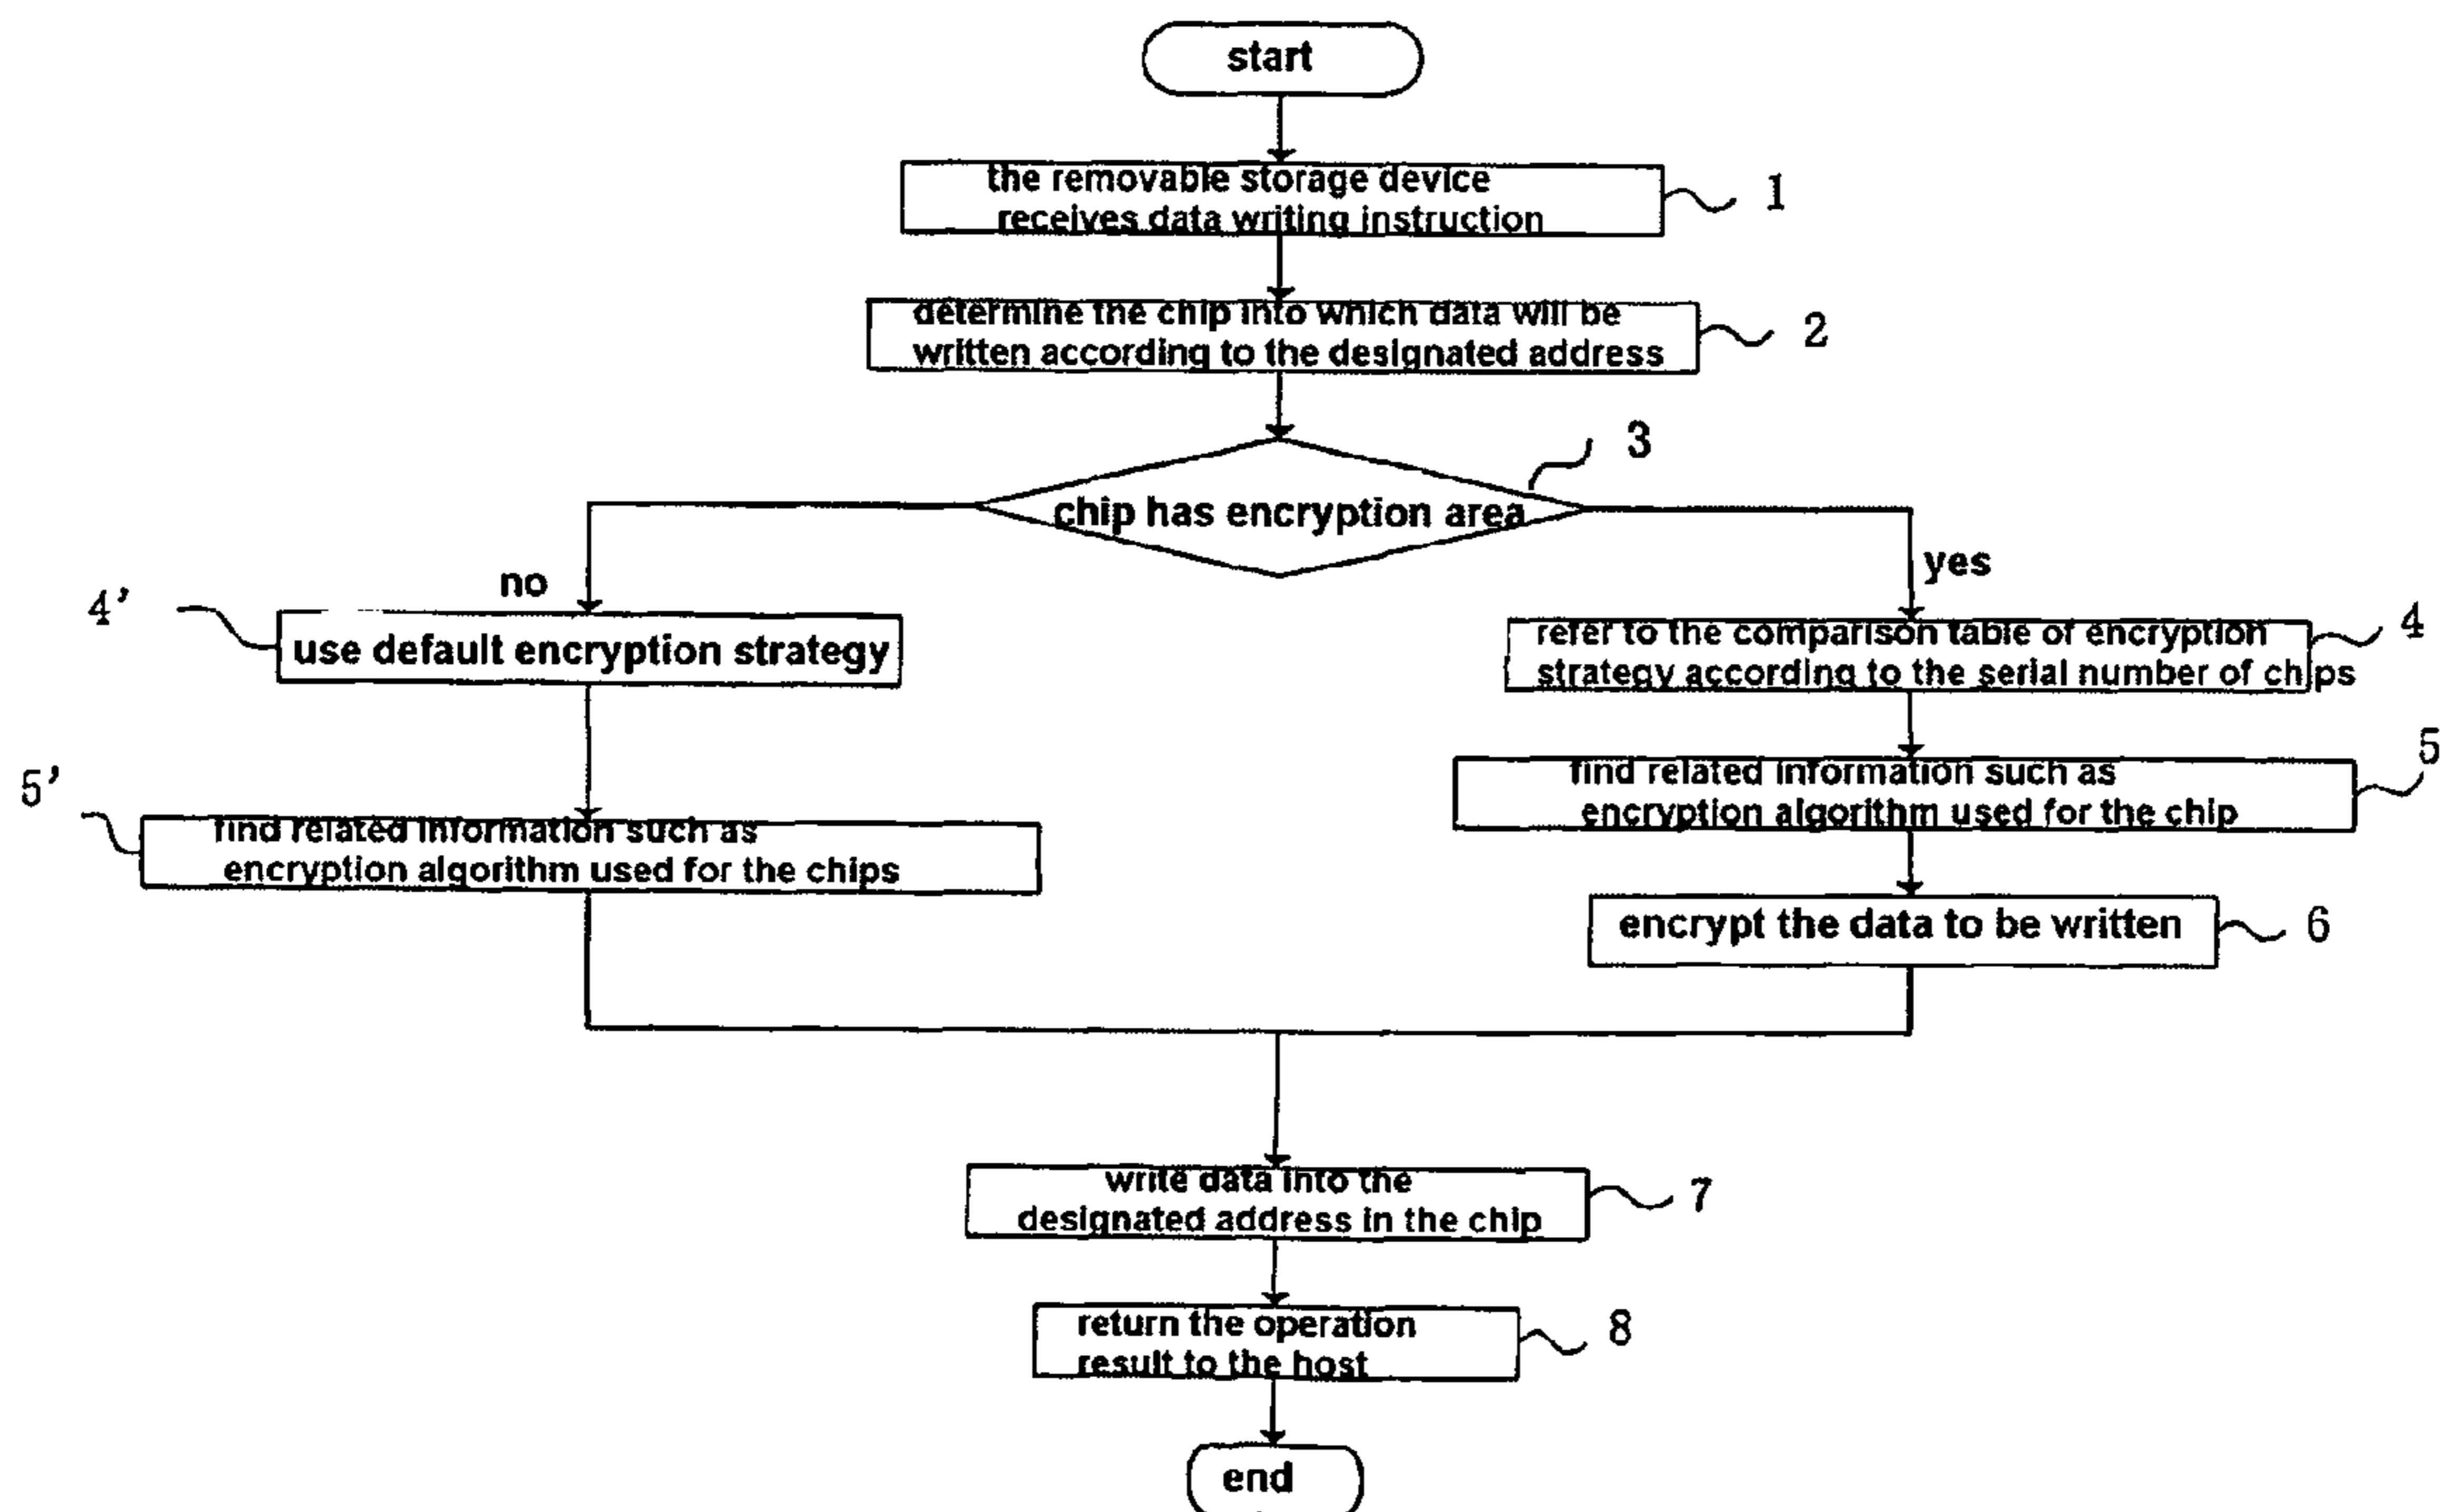 start
the removable storage device
receives data writing instruction
1
determine the chip into which data will be
written according to the designated address
2
3
chip has encryption area
no
yes
4'
use default encryption strategy
refer to the comparison table of encryption
strategy according to the serial number of chips
4
5'
find related information such as
encryption algorithm used for the chips
find related information such as
encryption algorithm used for the chip
5
encrypt the data to be written
6
write data into the
designated address in the chip
7
return the operation
result to the host
8
end